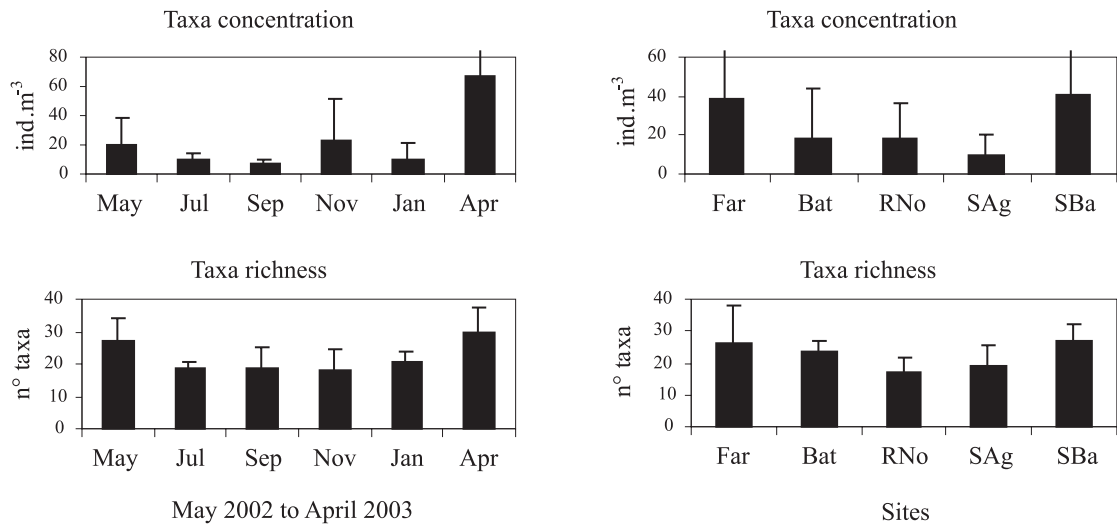 Taxa concentration
ind.m-3
80
60
40
20
0
May Jul Sep Nov Jan Apr
Taxa concentration
ind.m-3
60
40
20
0
Far Bat RNo SAg SBa
Taxa richness
n° taxa
40
30
20
10
0
May Jul Sep Nov Jan Apr
May 2002 to April 2003
Taxa richness
n° taxa
40
30
20
10
0
Far Bat RNo SAg SBa
Sites